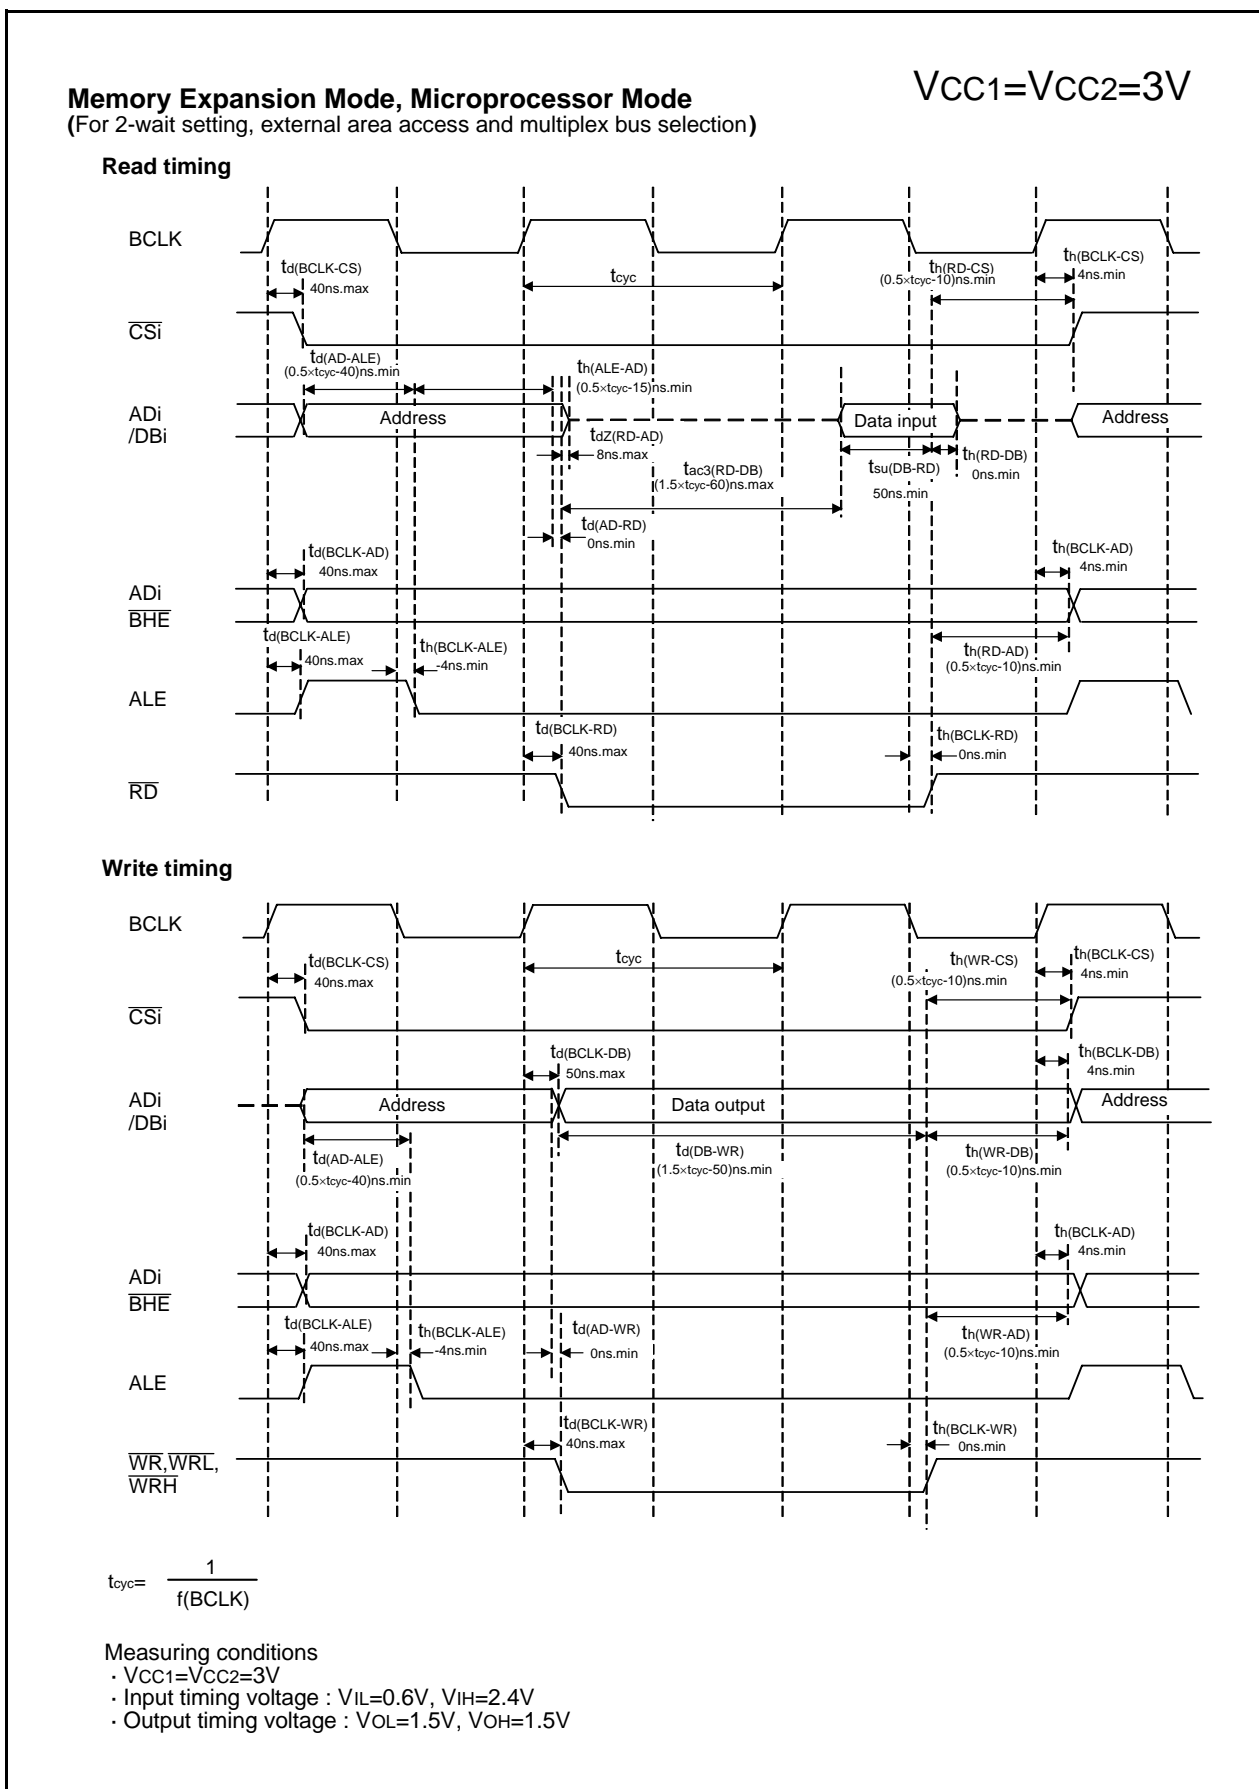 VCC1=VCC2=3V
Memory Expansion Mode, Microprocessor Mode
(For 2-wait setting, external area access and multiplex bus selection)
Read timing
BCLK
td(BCLK-CS)
40ns.max
tcyc
th(RD-CS)
(0.5×tcyc-10)ns.min
th(BCLK-CS)
4ns.min
CSi
td(AD-ALE)
(0.5×tcyc-40)ns.min
th(ALE-AD)
(0.5×tcyc-15)ns.min
ADi
/DBi
Address
Data input
Address
tdZ(RD-AD)
8ns.max
tac3(RD-DB)
(1.5×tcyc-60)ns.max
tsu(DB-RD)
50ns.min
th(RD-DB)
0ns.min
td(AD-RD)
0ns.min
td(BCLK-AD)
40ns.max
th(BCLK-AD)
4ns.min
ADi
BHE
td(BCLK-ALE)
40ns.max
th(BCLK-ALE)
-4ns.min
th(RD-AD)
(0.5×tcyc-10)ns.min
ALE
td(BCLK-RD)
40ns.max
th(BCLK-RD)
0ns.min
RD
Write timing
BCLK
td(BCLK-CS)
40ns.max
tcyc
th(WR-CS)
(0.5×tcyc-10)ns.min
th(BCLK-CS)
4ns.min
CSi
td(BCLK-DB)
50ns.max
th(BCLK-DB)
4ns.min
ADi
/DBi
Address
Data output
Address
td(AD-ALE)
(0.5×tcyc-40)ns.min
td(DB-WR)
(1.5×tcyc-50)ns.min
th(WR-DB)
(0.5×tcyc-10)ns.min
td(BCLK-AD)
40ns.max
th(BCLK-AD)
4ns.min
ADi
BHE
td(BCLK-ALE)
40ns.max
th(BCLK-ALE)
-4ns.min
td(AD-WR)
0ns.min
th(WR-AD)
(0.5×tcyc-10)ns.min
ALE
td(BCLK-WR)
40ns.max
th(BCLK-WR)
0ns.min
WR,WRL,
WRH
tcyc= 1
f(BCLK)
Measuring conditions
· VCC1=VCC2=3V
· Input timing voltage : VIL=0.6V, VIH=2.4V
· Output timing voltage : VOL=1.5V, VOH=1.5V